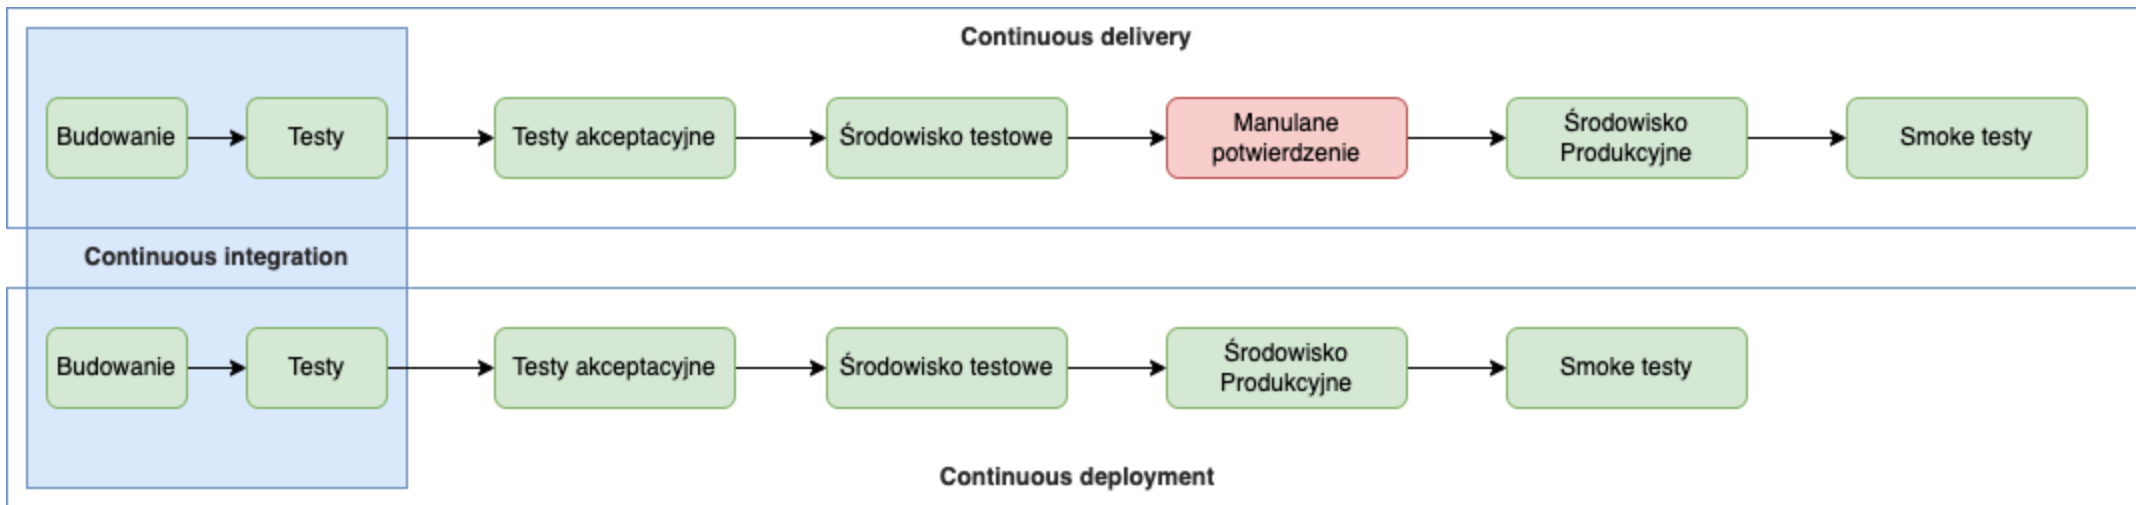 Continuous delivery
Budowanie
Testy
Testy akceptacyjne
Środowisko testowe
Manulane
potwierdzenie
Środowisko
Produkcyjne
Smoke testy
Continuous integration
Budowanie
Testy
Testy akceptacyjne
Środowisko testowe
Środowisko
Produkcyjne
Smoke testy
Continuous deployment